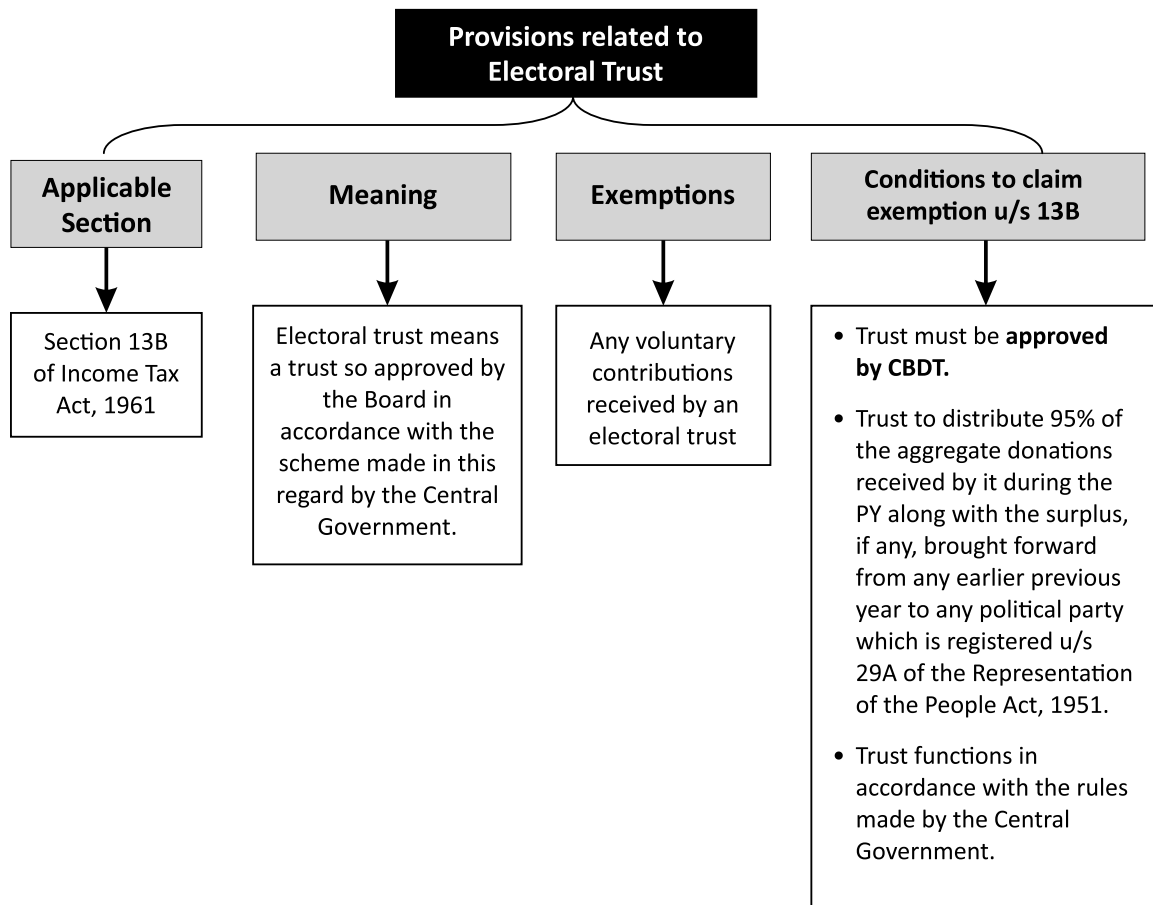 Provisions related to
Electoral Trust
Applicable
Section
Section 13B
of Income Tax
Act, 1961
Meaning
Electoral trust means
a trust so approved by
the Board in
accordance with the
scheme made in this
regard by the Central
Government.
Exemptions
Any voluntary
contributions
received by an
electoral trust
Conditions to claim
exemption u/s 13B
• Trust must be approved
by CBDT.
• Trust to distribute 95% of
the aggregate donations
received by it during the
PY along with the surplus,
if any, brought forward
from any earlier previous
year to any political party
which is registered u/s
29A of the Representation
of the People Act, 1951.
• Trust functions in
accordance with the rules
made by the Central
Government.